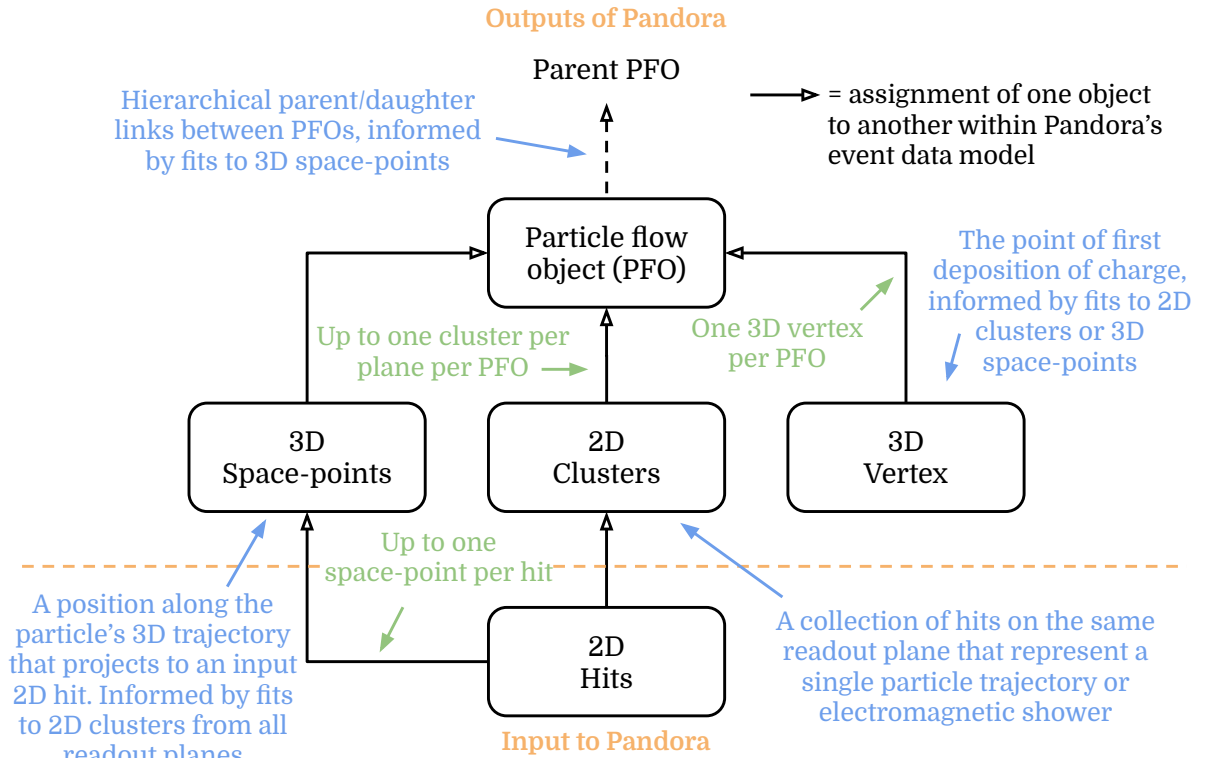 Outputs of Pandora
Parent PFO
Hierarchical parent/daughter
links between PFOs, informed
by fits to 3D space-points
= assignment of one object
to another within Pandora's
event data model
Particle flow
object (PFO)
The point of first
deposition of charge,
informed by fits to 2D
clusters or 3D
space-points
Up to one cluster per
plane per PFO
One 3D vertex
per PFO
3D
Space-points
2D
Clusters
3D
Vertex
Up to one
space-point per hit
A position along the
particle's 3D trajectory
that projects to an input
2D hit. Informed by fits
to 2D clusters from all
readout planes
2D
Hits
A collection of hits on the same
readout plane that represent a
single particle trajectory or
electromagnetic shower
Input to Pandora